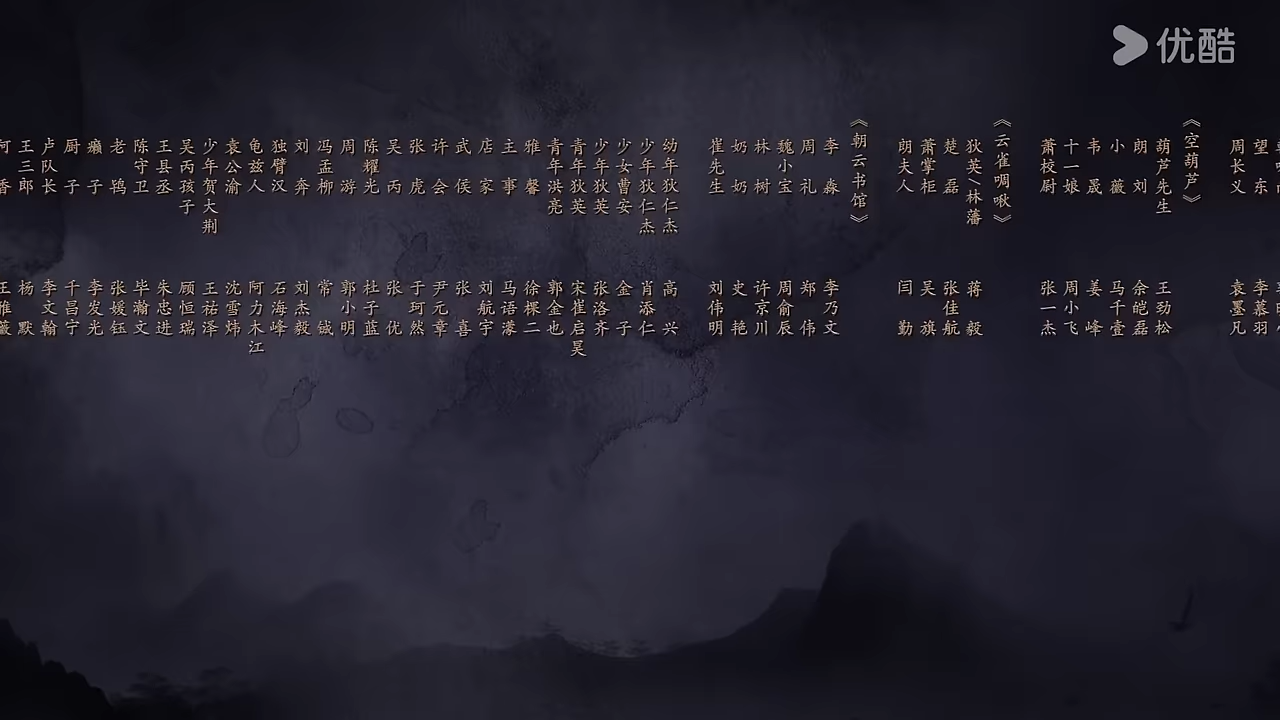 望东
周长义
《空葫芦》
葫芦先生
朗刘
小薇
韦晟
十一娘
萧校尉
《云雀啁啾》
狄英/林藩
楚磊
萧掌柜
朗夫人
《朝云书馆》
李淼
周礼
魏小宝
林树
奶奶
崔先生
幼年狄仁杰
少年狄仁杰
少女曹安
少年狄英
青年狄英
青年洪亮
雅馨
主事
店家
武侯
许会
张虎
吴丙
陈耀光
周游
冯孟柳
刘奔
独臂汉
龟兹人
袁公渝
少年贺大荆
吴丙孩子
王县丞
陈守卫
老鸨
癞子
厨子
卢队长
王三郎
李慕羽
袁墨凡
王劲松
余皑磊
马千壹
姜峰
周小飞
张一杰
蒋毅
张佳航
吴旗
闫勤
李乃文
郑伟
周俞辰
许京川
史艳
刘伟明
高兴
肖添仁
金子
张洛齐
宋崔启昊
郭金也
徐棵二
马语濛
刘航宇
张喜
尹元章
于珂然
张优
杜子蓝
郭小明
常铖
刘杰毅
石海峰
阿力木江
沈雪炜
王祜泽
顾恒瑞
朱忠进
毕瀚文
张媛钰
李发光
千昌宁
李文翰
杨默
优酷